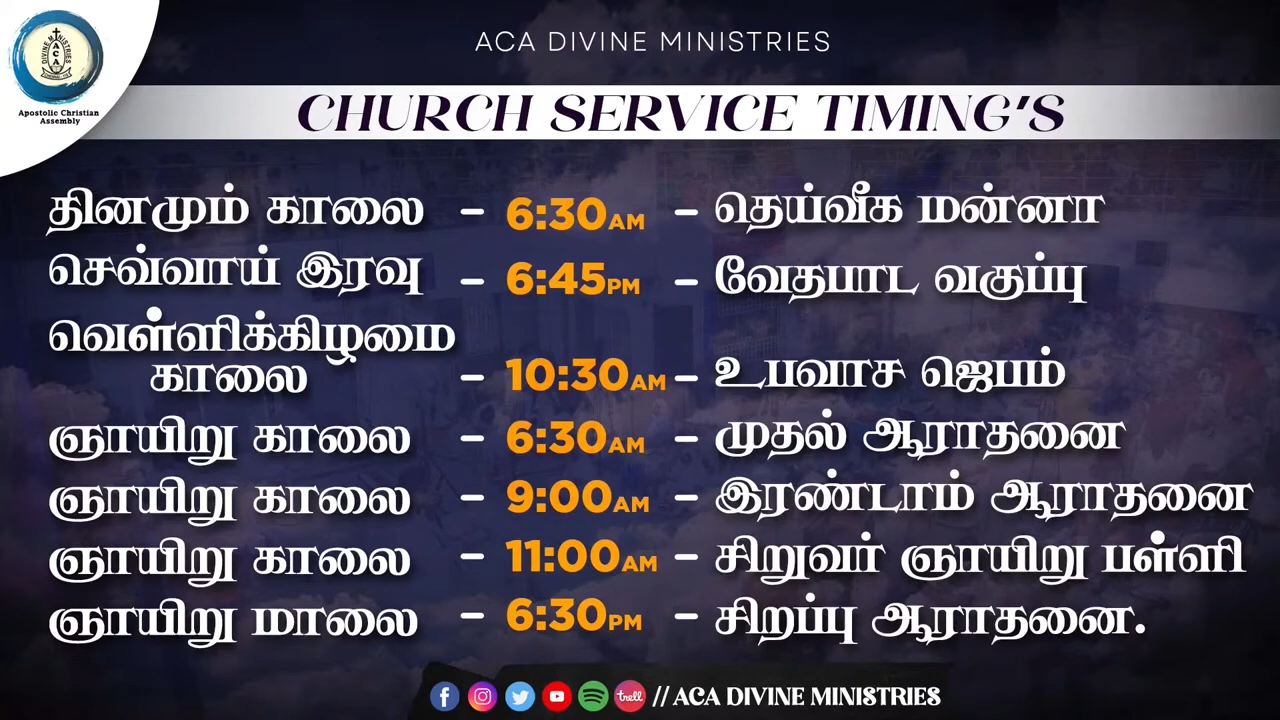 ACA DIVINE MINISTRIES
Apostolic Christian
Assembly
CHURCH SERVICE TIMING'S
தினமும் காலை - 6:30AM - தெய்வீக மன்னா
செவ்வாய் இரவு - 6:45PM - வேதபாட வகுப்பு
வெள்ளிக்கிழமை
காலை - 10:30AM - உபவாச ஜெபம்
ஞாயிறு காலை - 6:30AM - முதல் ஆராதனை
ஞாயிறு காலை - 9:00AM - இரண்டாம் ஆராதனை
ஞாயிறு காலை - 11:00AM - சிறுவர் ஞாயிறு பள்ளி
ஞாயிறு மாலை - 6:30PM - சிறப்பு ஆராதனை.
trell // ACA DIVINE MINISTRIES